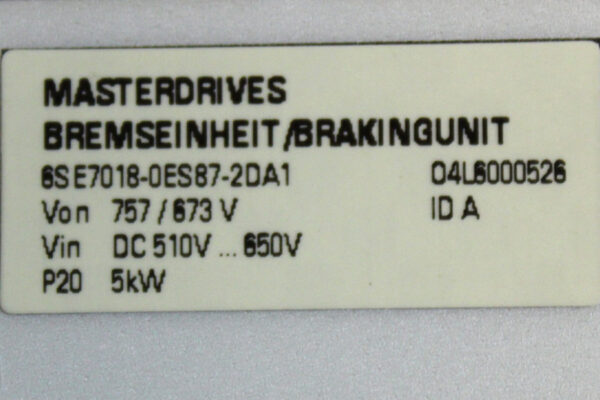 MASTERDRIVES
BREMSEINHEIT/BRAKINGUNIT
6SE7018-0ES87-2DA1 04L6000526
Von 757 / 673 V ID A
Vin DC 510V ... 650V
P20 5kW